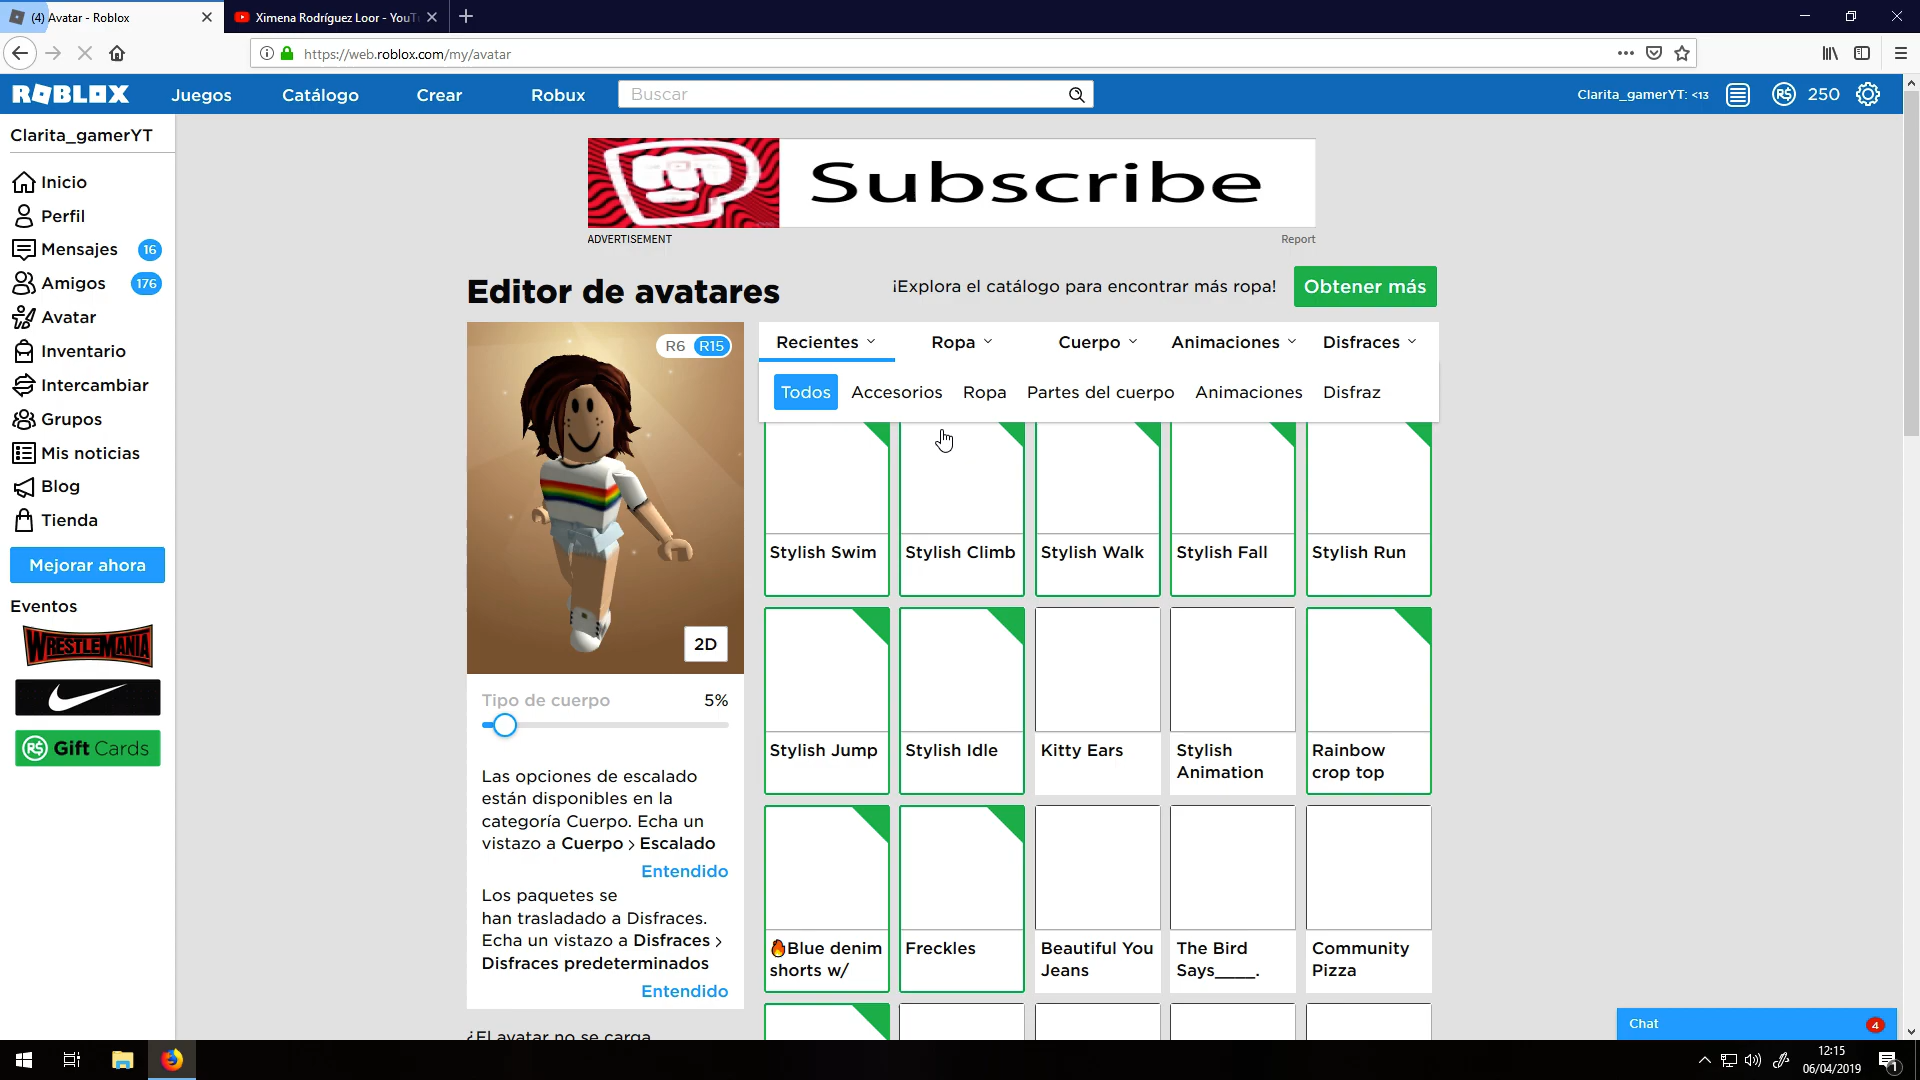 (4) Avatar - Roblox
Ximena Rodríguez Loor - YouT
https://web.roblox.com/my/avatar
ROBLOX
Juegos
Catálogo
Crear
Robux
Buscar
Clarita_gamerYT: <13
R$
250
Clarita_gamerYT
Inicio
Perfil
Mensajes
16
Amigos
176
Avatar
Inventario
Intercambiar
Grupos
Mis noticias
Blog
Tienda
Mejorar ahora
Eventos
WRESTLEMANIA
R$ Gift Cards
Subscribe
ADVERTISEMENT
Report
Editor de avatares
¡Explora el catálogo para encontrar más ropa!
Obtener más
R6
R15
2D
Tipo de cuerpo
5%
Las opciones de escalado
están disponibles en la
categoría Cuerpo. Echa un
vistazo a Cuerpo > Escalado
Entendido
Los paquetes se
han trasladado a Disfraces.
Echa un vistazo a Disfraces >
Disfraces predeterminados
Entendido
¿El avatar no se carga
Recientes
Ropa
Cuerpo
Animaciones
Disfraces
Todos
Accesorios
Ropa
Partes del cuerpo
Animaciones
Disfraz
Stylish Swim
Stylish Climb
Stylish Walk
Stylish Fall
Stylish Run
Stylish Jump
Stylish Idle
Kitty Ears
Stylish
Animation
Rainbow
crop top
🔥Blue denim
shorts w/
Freckles
Beautiful You
Jeans
The Bird
Says____.
Community
Pizza
Chat
4
12:15
06/04/2019
1